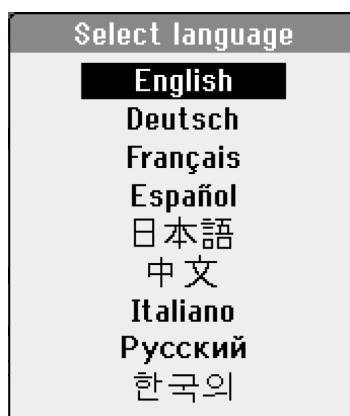 Select language
English
Deutsch
Français
Español
日本語
中文
Italiano
Русский
한국의